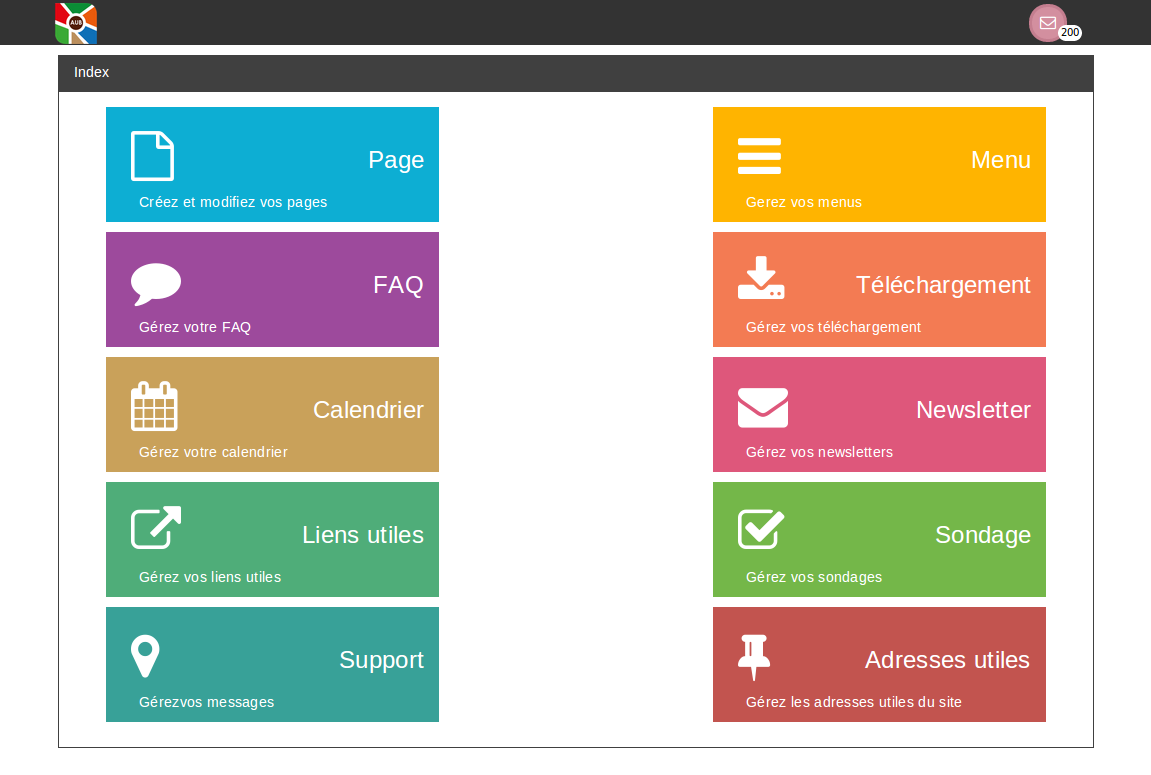 AUB
200
Index
Page
Créez et modifiez vos pages
Menu
Gerez vos menus
FAQ
Gérez votre FAQ
Téléchargement
Gérez vos téléchargement
Calendrier
Gérez votre calendrier
Newsletter
Gérez vos newsletters
Liens utiles
Gérez vos liens utiles
Sondage
Gérez vos sondages
Support
Gérezvos messages
Adresses utiles
Gérez les adresses utiles du site